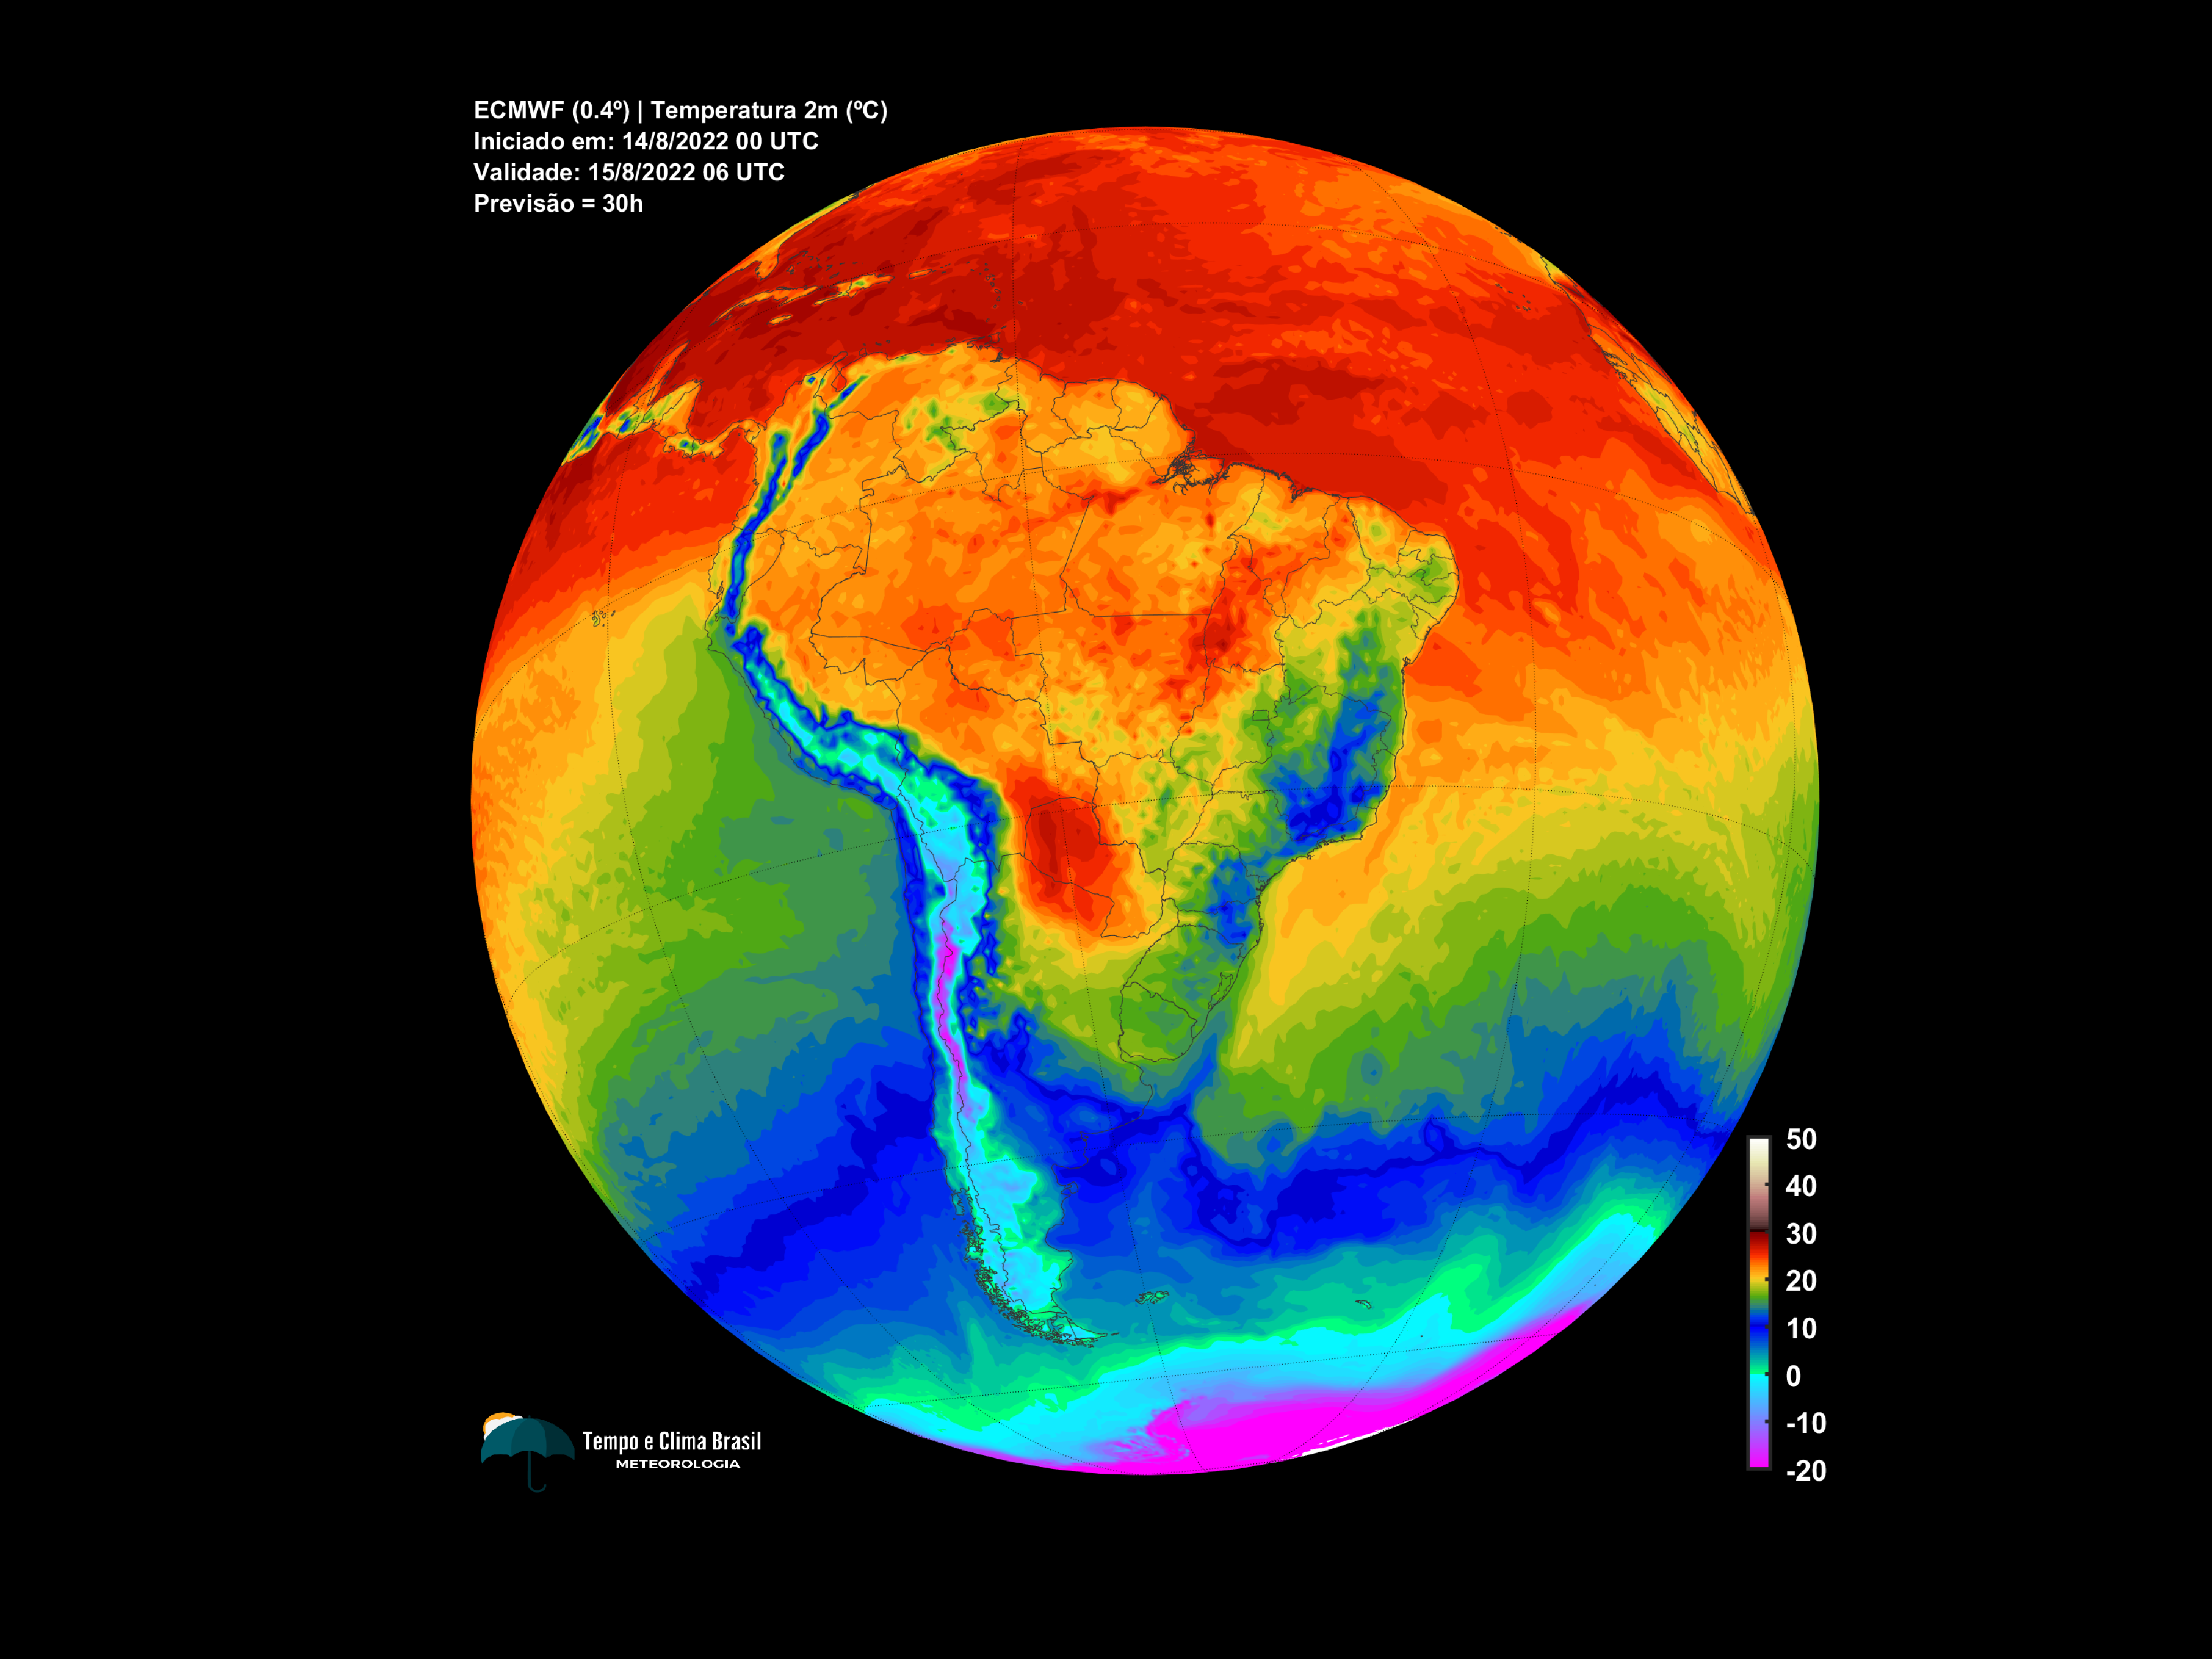 ECMWF (0.4º) | Temperatura 2m (ºC)
Iniciado em: 14/8/2022 00 UTC
Validade: 15/8/2022 06 UTC
Previsão = 30h
50
40
30
20
10
0
-10
-20
Tempo e Clima Brasil
METEOROLOGIA